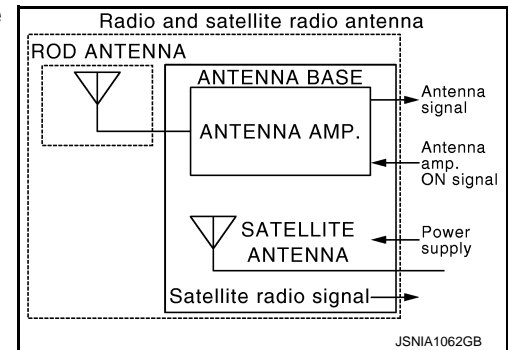 e
Radio and satellite radio antenna
ROD ANTENNA
ANTENNA BASE
ANTENNA AMP.
Antenna
signal
Antenna
amp.
ON signal
SATELLITE
ANTENNA
Power
supply
Satellite radio signal
JSNIA1062GB